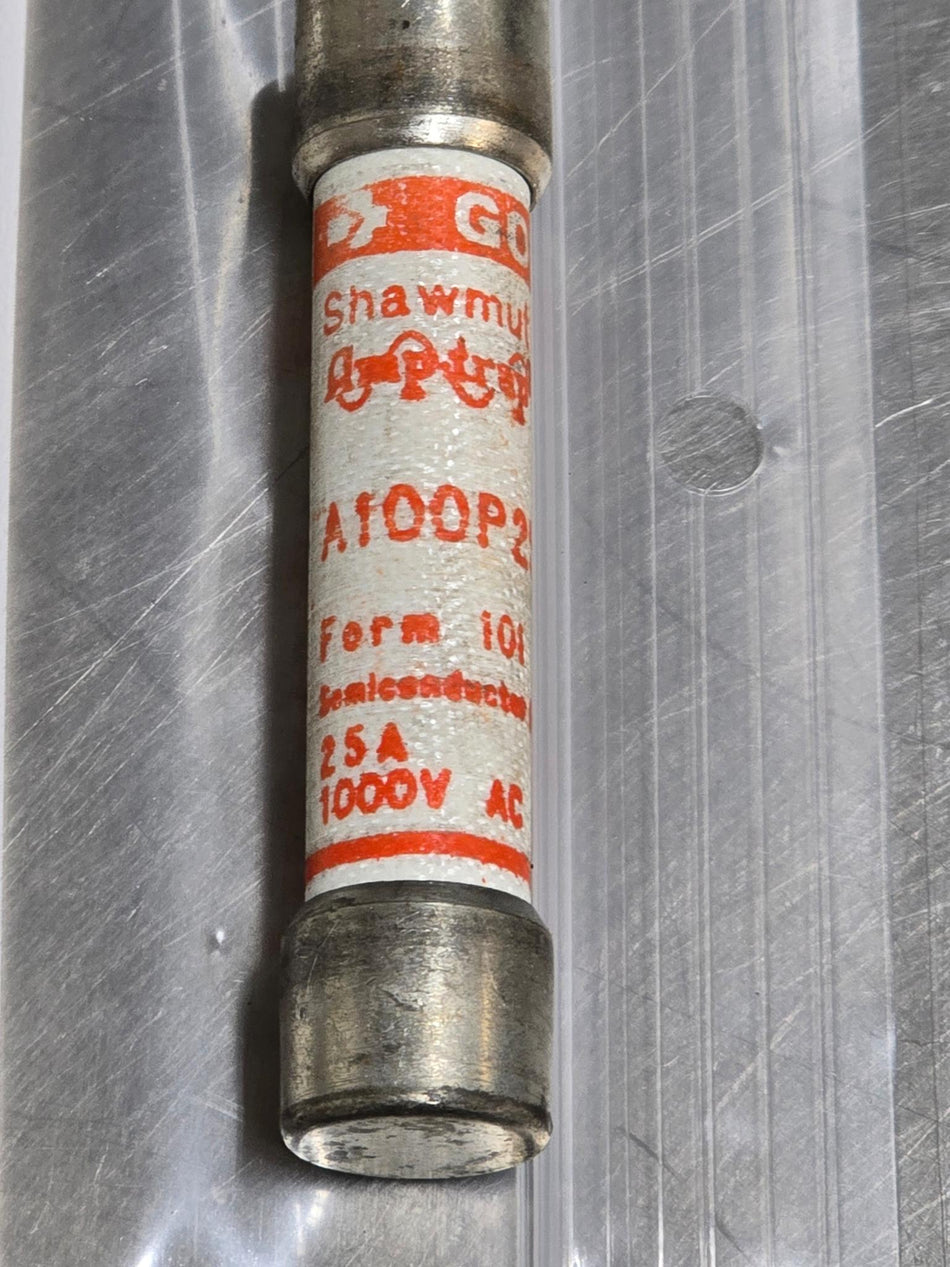 GO
Shawmut
Amp-trap
A100P2
Form 101
Semiconductor
25A
1000V AC